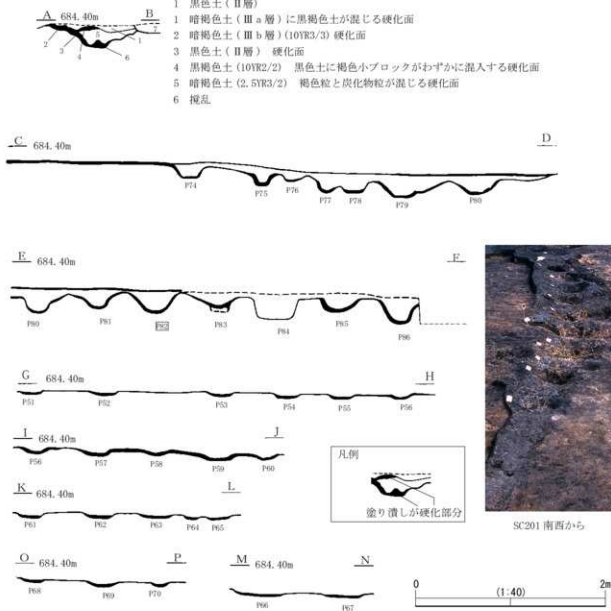 1 黒色土（Ⅱ層）
1 暗褐色土（Ⅲa層）に黒褐色土が混じる硬化面
2 暗褐色土（Ⅲb層）(10YR3/3) 硬化面
3 黒色土（Ⅱ層） 硬化面
4 黒褐色土(10YR2/2) 黒色土に褐色小ブロックがわずかに混入する硬化面
5 暗褐色土(2.5YR3/2) 褐色粒と炭化物粒が混じる硬化面
6 撹乱
A 684.40m B
1
2
3
4
5
6
C 684.40m D
P74
P75
P76
P77
P78
P79
P80
E 684.40m F
P80
P81
P82
P83
P84
P85
P86
G 684.40m H
P51
P52
P53
P54
P55
P56
I 684.40m J
P56
P57
P58
P59
P60
K 684.40m L
P61
P62
P63
P64
P65
O 684.40m P
P68
P69
P70
M 684.40m N
P66
P67
凡例
塗り潰しが硬化部分
SC201 南西から
0 (1:40) 2m